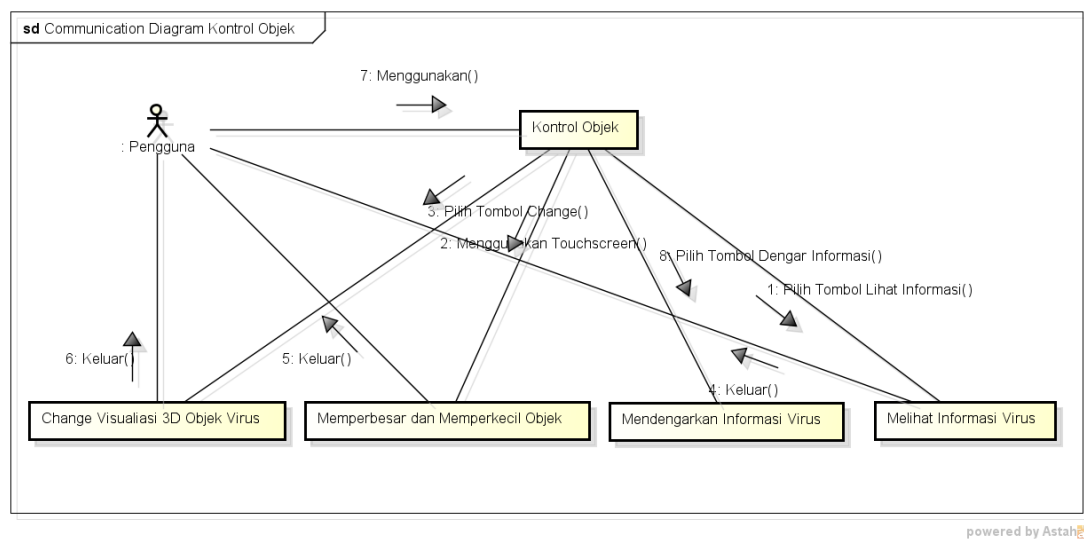 sd Communication Diagram Kontrol Objek
7: Menggunakan()
Kontrol Objek
: Pengguna
3: Pilih Tombol Change()
2: Menggunakan Touchscreen()
8: Pilih Tombol Dengar Informasi()
1: Pilih Tombol Lihat Informasi()
6: Keluar()
5: Keluar()
4: Keluar()
Change Visualiasi 3D Objek Virus
Memperbesar dan Memperkecil Objek
Mendengarkan Informasi Virus
Melihat Informasi Virus
powered by Astah